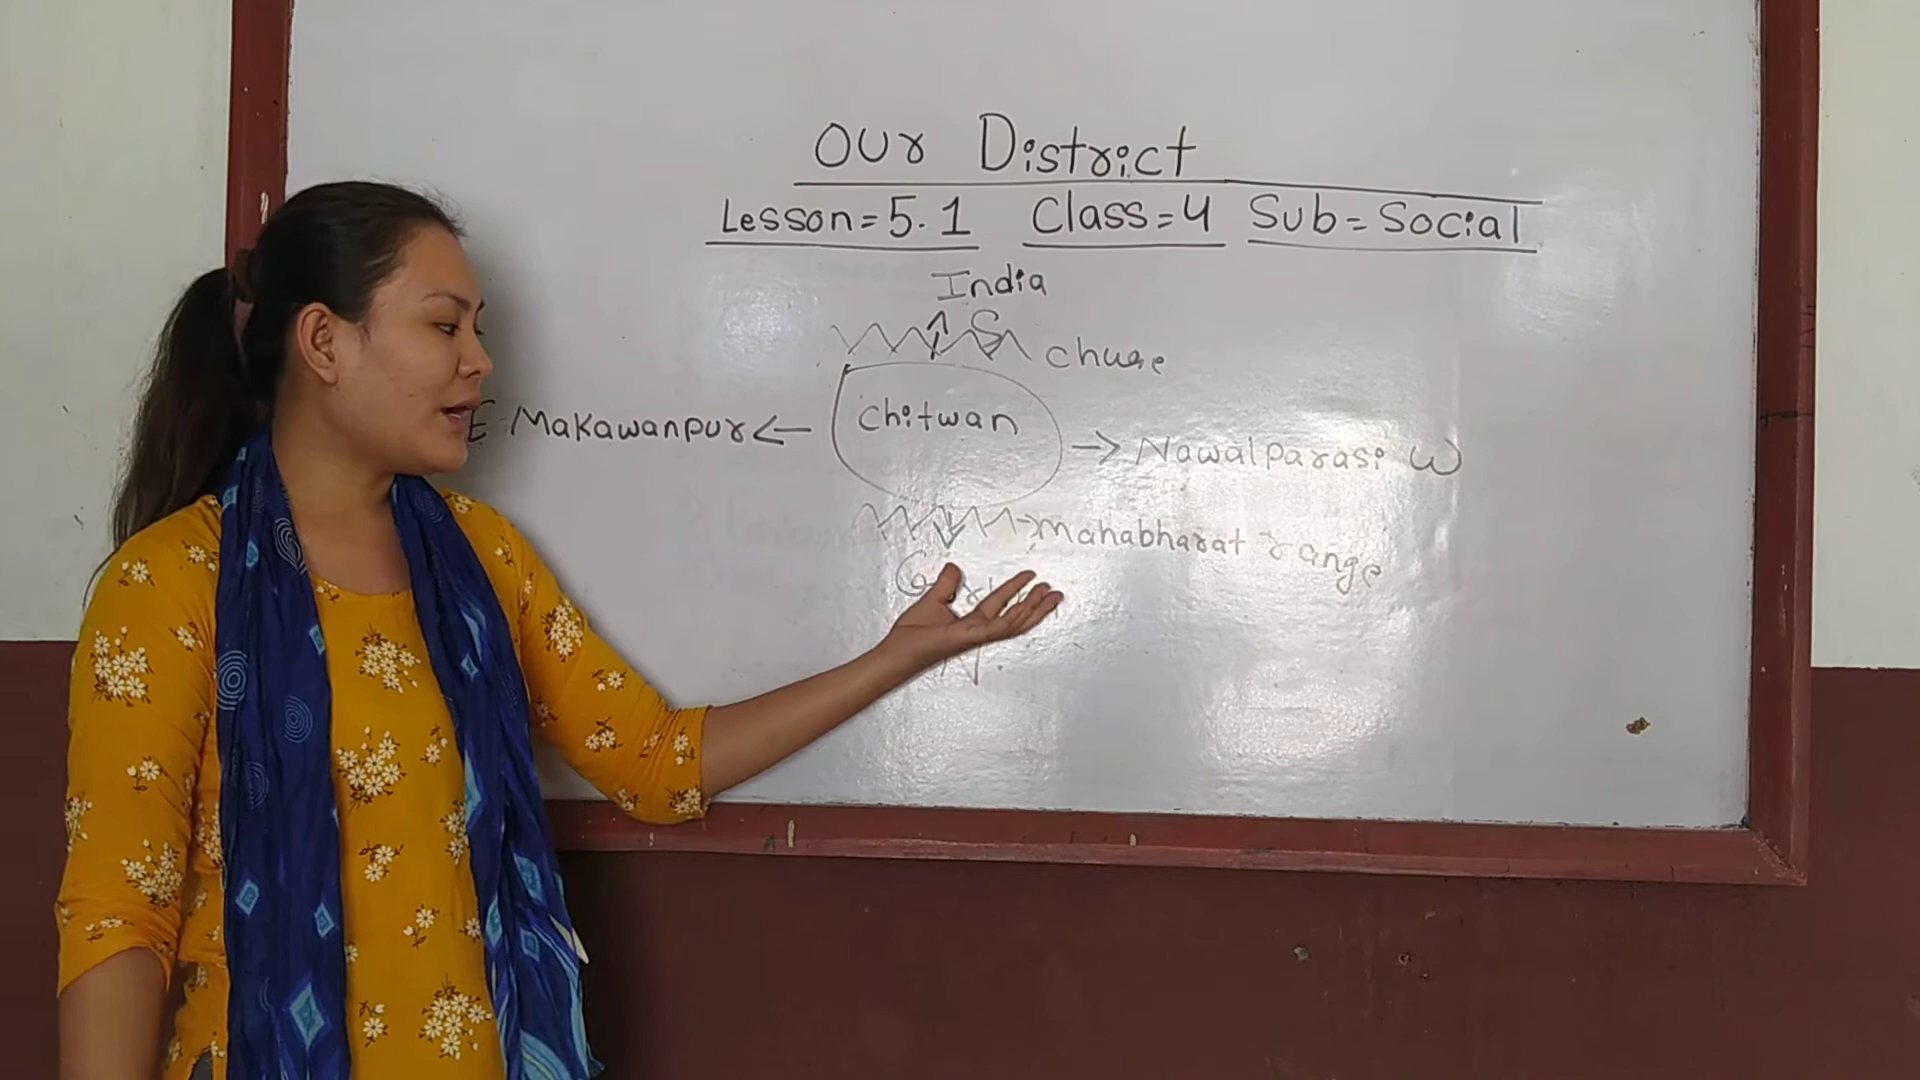 Our District
Lesson = 5.1 Class = 4 Sub = Social
India
S
chure
E Makawanpur ← Chitwan → Nawalparasi W
→ Mahabharat range
N.